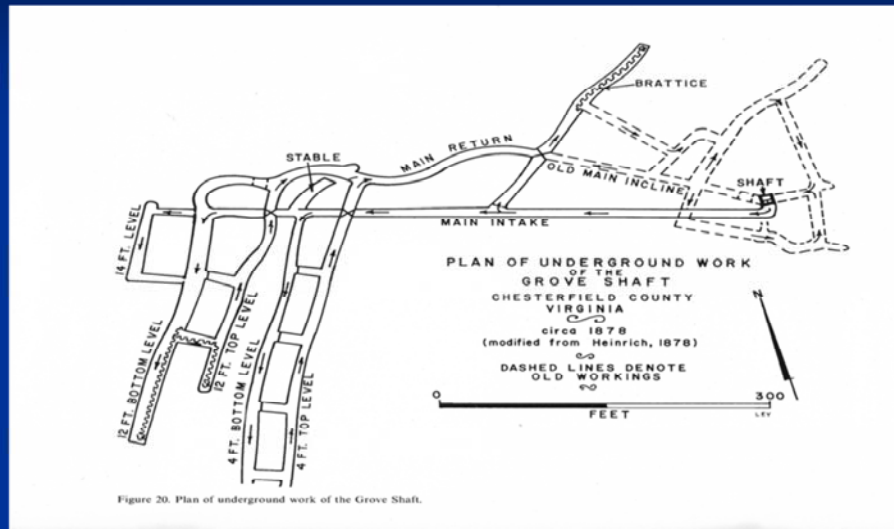 BRATTICE
MAIN RETURN
STABLE
OLD MAIN INCLINE
SHAFT
MAIN INTAKE
14 FT. LEVEL
12 FT. BOTTOM LEVEL
12 FT. TOP LEVEL
4 FT. BOTTOM LEVEL
4 FT. TOP LEVEL
PLAN OF UNDERGROUND WORK
OF THE
GROVE SHAFT
CHESTERFIELD COUNTY
VIRGINIA
circa 1878
(modified from Heinrich, 1878)
DASHED LINES DENOTE
OLD WORKINGS
N
0 300
FEET
LEY
Figure 20. Plan of underground work of the Grove Shaft.